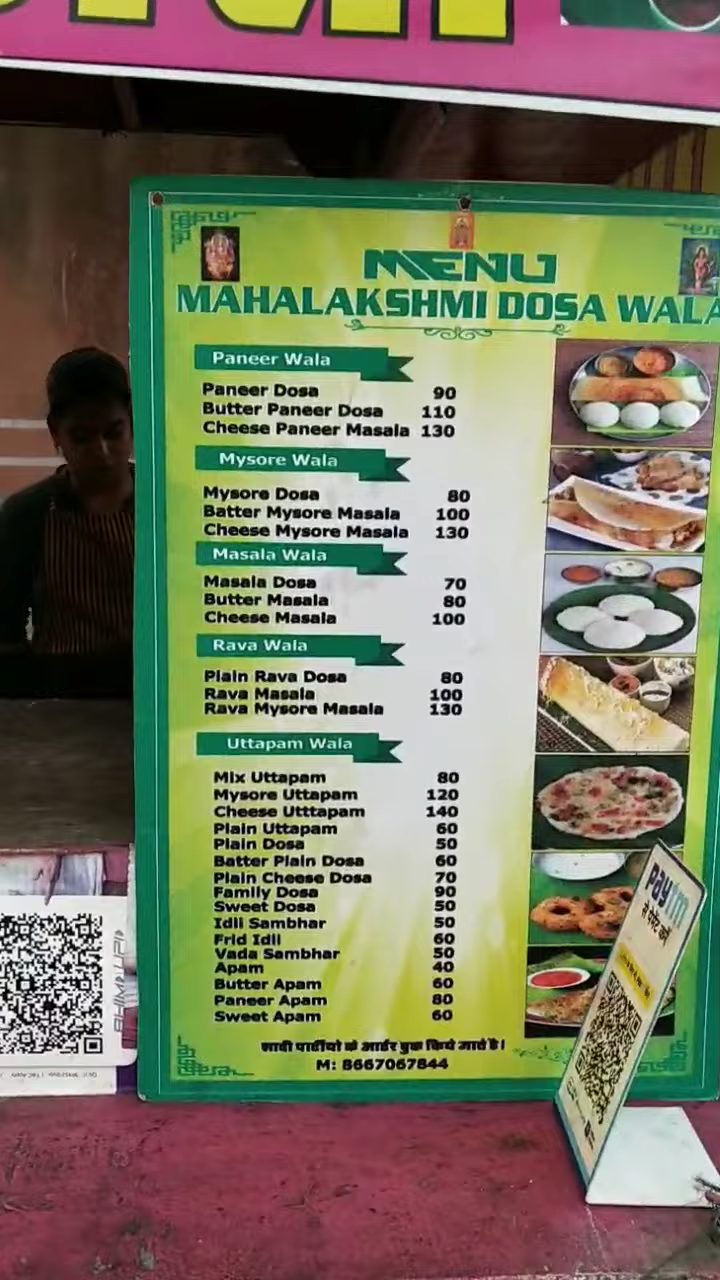 MENU
MAHALAKSHMI DOSA WALA
Paneer Wala
Paneer Dosa 90
Butter Paneer Dosa 110
Cheese Paneer Masala 130
Mysore Wala
Mysore Dosa 80
Batter Mysore Masala 100
Cheese Mysore Masala 130
Masala Wala
Masala Dosa 70
Butter Masala 80
Cheese Masala 100
Rava Wala
Plain Rava Dosa 80
Rava Masala 100
Rava Mysore Masala 130
Uttapam Wala
Mix Uttapam 80
Mysore Uttapam 120
Cheese Utttapam 140
Plain Uttapam 60
Plain Dosa 50
Batter Plain Dosa 60
Plain Cheese Dosa 70
Family Dosa 90
Sweet Dosa 50
Idli Sambhar 50
Frid Idli 60
Vada Sambhar 50
Apam 40
Butter Apam 60
Paneer Apam 80
Sweet Apam 60
सादी पार्टीयो के आर्डर बुक किये जाते है।
M: 8667067844
paytm
BHIM UPI